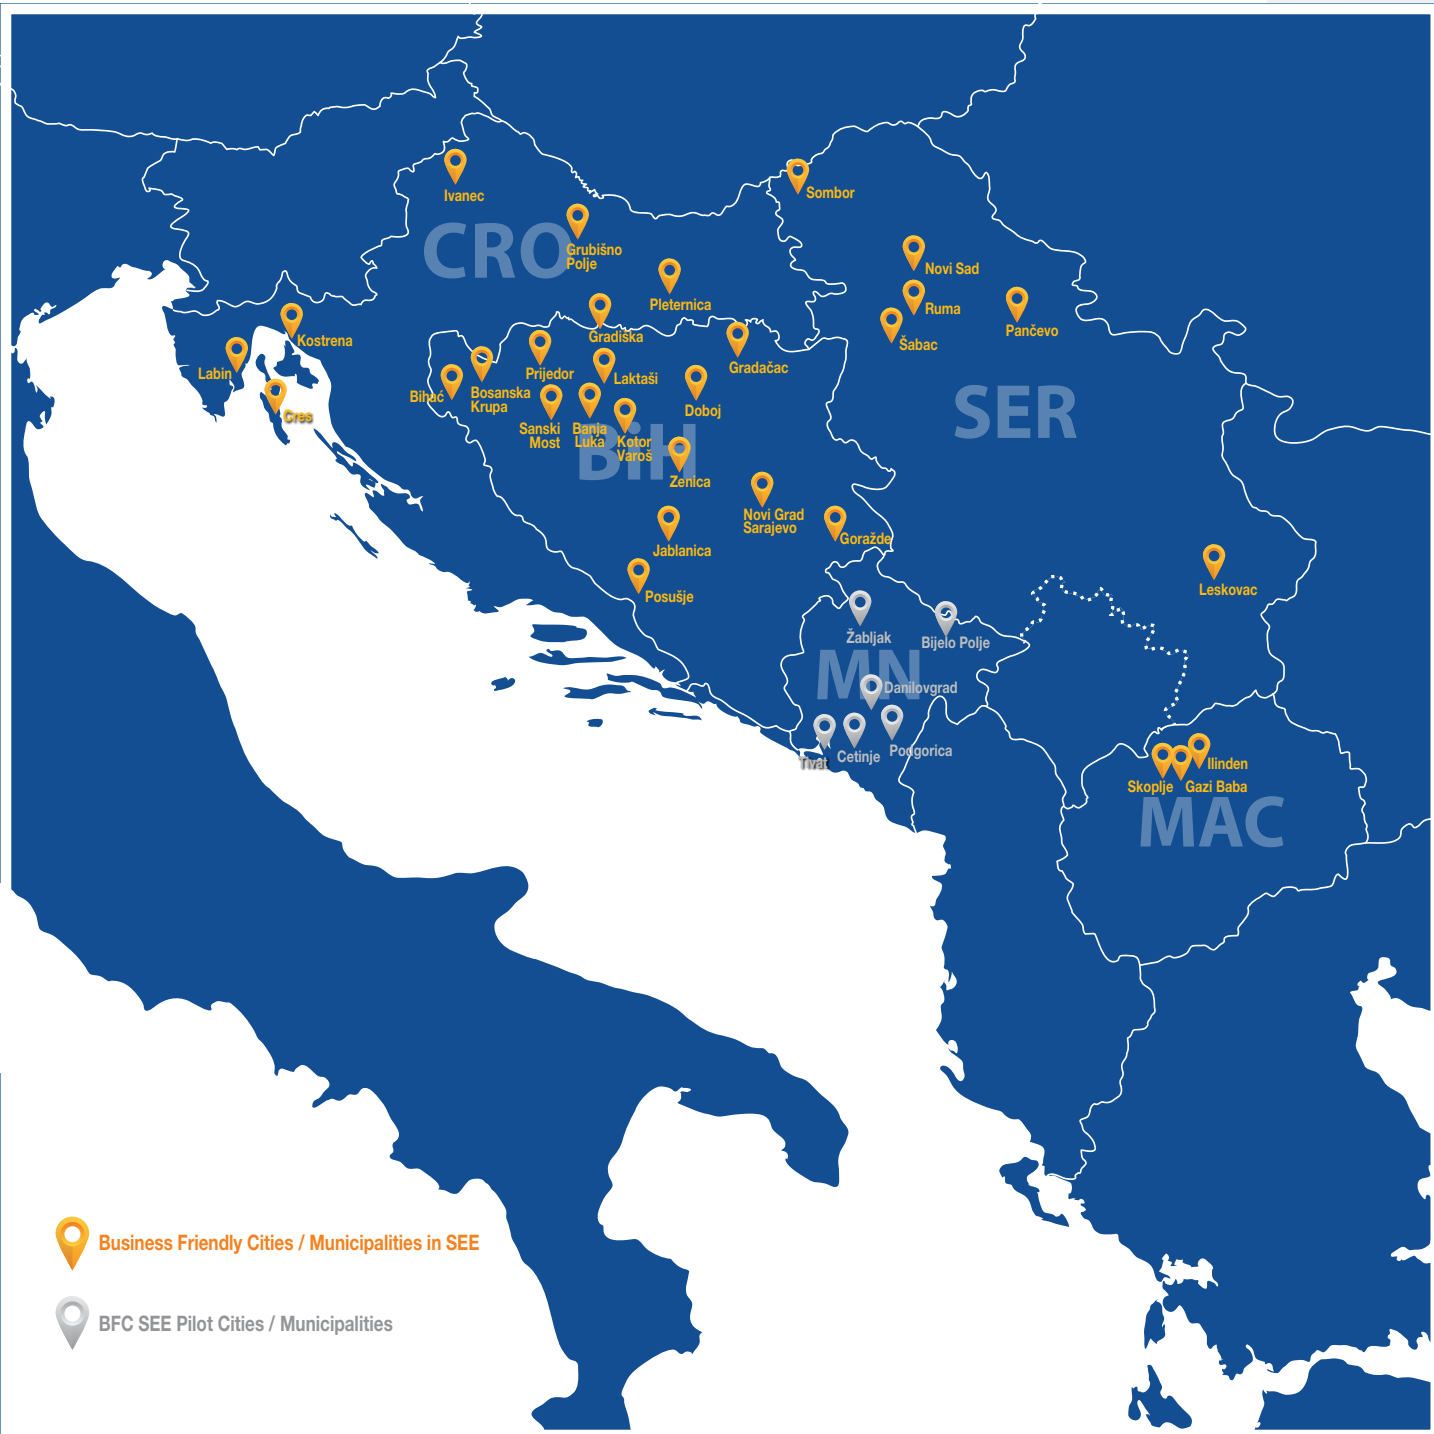 Ivanec
Sombor
CRO
Grubišno
Polje
Novi Sad
Pleternica
Ruma
Pančevo
Kostrena
Gradiška
Šabac
Labin
Prijedor
Laktaši
Gradačac
Bihać
Bosanska
Krupa
Doboj
SER
Cres
Sanski
Most
Banja
Luka
Kotor
Varoš
BiH
Zenica
Novi Grad
Sarajevo
Goražde
Jablanica
Posušje
Leskovac
Žabljak
Bijelo Polje
MN
Danilovgrad
Tivat
Cetinje
Podgorica
Ilinden
Skoplje
Gazi Baba
MAC
Business Friendly Cities / Municipalities in SEE
BFC SEE Pilot Cities / Municipalities